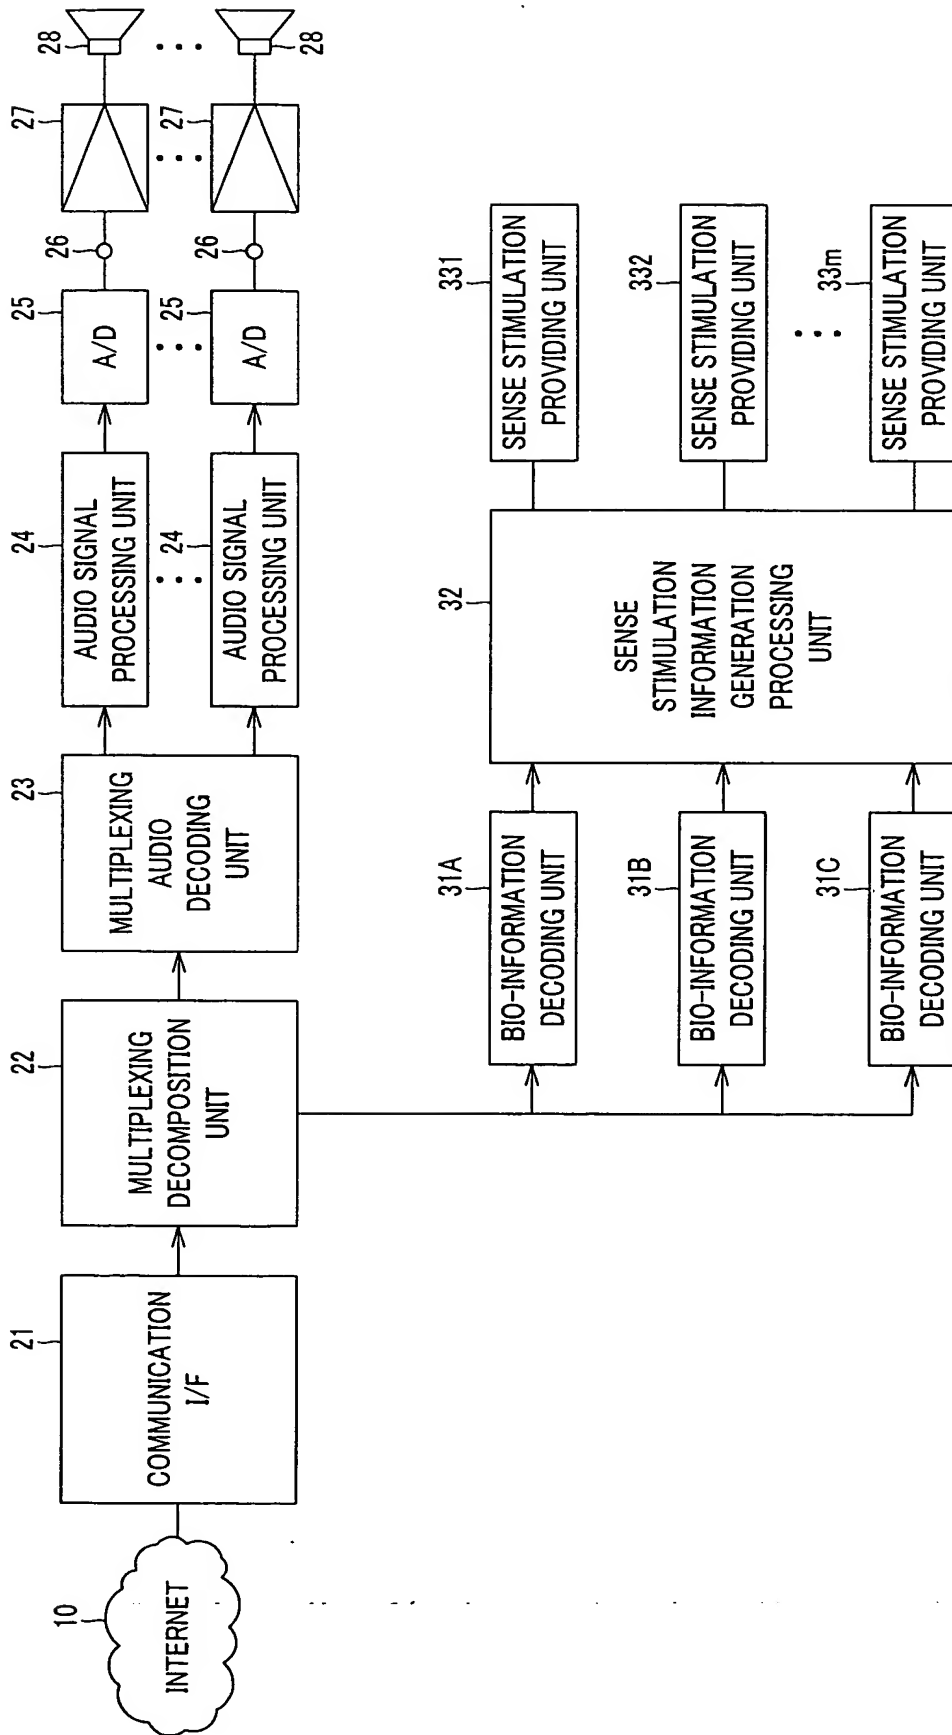 10
INTERNET
21
COMMUNICATION
I/F
22
MULTIPLEXING
DECOMPOSITION
UNIT
23
MULTIPLEXING
AUDIO
DECODING
UNIT
24
AUDIO SIGNAL
PROCESSING UNIT
24
AUDIO SIGNAL
PROCESSING UNIT
25
A/D
25
A/D
26
26
27
27
28
28
31A
BIO-INFORMATION
DECODING UNIT
31B
BIO-INFORMATION
DECODING UNIT
31C
BIO-INFORMATION
DECODING UNIT
32
SENSE
STIMULATION
INFORMATION
GENERATION
PROCESSING
UNIT
331
SENSE STIMULATION
PROVIDING UNIT
332
SENSE STIMULATION
PROVIDING UNIT
33m
SENSE STIMULATION
PROVIDING UNIT